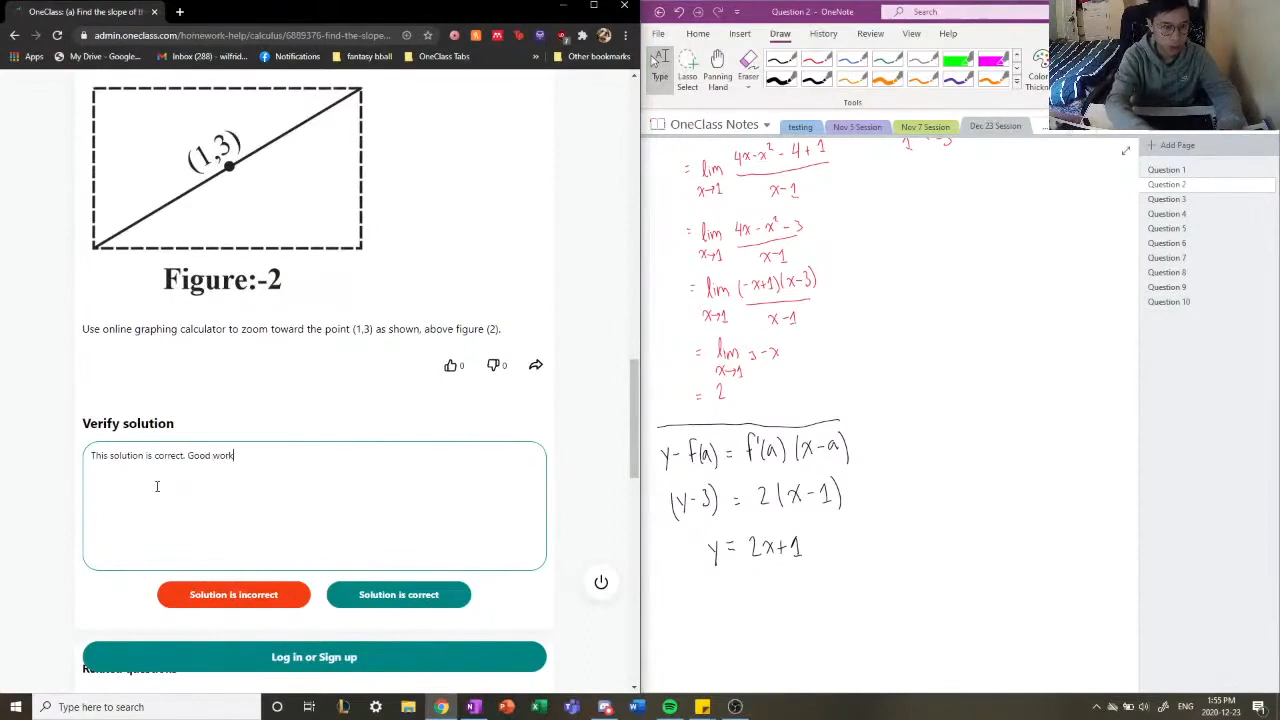 OneClass: (a) Find the slope of t
admin.oneclass.com/homework-help/calculus/6889376-find-the-slope...
Apps
My Drive - Google...
Inbox (288) - wilfrid...
Notifications
fantasy bball
OneClass Tabs
»
Other bookmarks
(1,3)
Figure:-2
Use online graphing calculator to zoom toward the point (1,3) as shown, above figure (2).
0
0
Verify solution
This solution is correct. Good work
Solution is incorrect
Solution is correct
Log in or Sign up
Question 2 - OneNote
Search
File
Home
Insert
Draw
History
Review
View
Help
Type
Lasso Select
Panning Hand
Eraser
Color
Thickn
Tools
OneClass Notes
testing
Nov 5 Session
Nov 7 Session
Dec 23 Session
Add Page
Question 1
Question 2
Question 3
Question 4
Question 5
Question 6
Question 7
Question 8
Question 9
Question 10
= lim x→1 4x-x² - 4 + 1 / x-1
= lim x→1 4x - x² - 3 / x-1
= lim x→1 (-x+1)(x-3) / x-1
= lim x→1 3-x
= 2
y - f(a) = f'(a) (x-a)
(y-3) = 2(x-1)
y = 2x+1
Type here to search
1:55 PM
2020-12-23